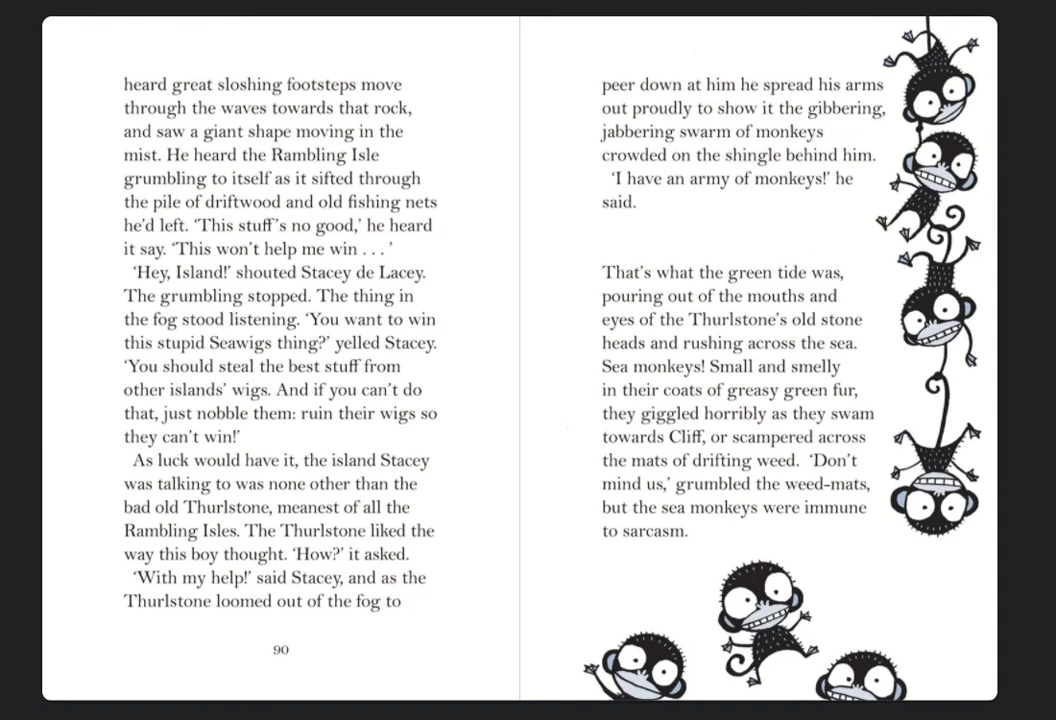 heard great sloshing footsteps move
through the waves towards that rock,
and saw a giant shape moving in the
mist. He heard the Rambling Isle
grumbling to itself as it sifted through
the pile of driftwood and old fishing nets
he’d left. ‘This stuff’s no good,’ he heard
it say. ‘This won’t help me win . . . ’
‘Hey, Island!’ shouted Stacey de Lacey.
The grumbling stopped. The thing in
the fog stood listening. ‘You want to win
this stupid Seawigs thing?’ yelled Stacey.
‘You should steal the best stuff from
other islands’ wigs. And if you can’t do
that, just nobble them: ruin their wigs so
they can’t win!’
As luck would have it, the island Stacey
was talking to was none other than the
bad old Thurlstone, meanest of all the
Rambling Isles. The Thurlstone liked the
way this boy thought. ‘How?’ it asked.
‘With my help!’ said Stacey, and as the
Thurlstone loomed out of the fog to
90
peer down at him he spread his arms
out proudly to show it the gibbering,
jabbering swarm of monkeys
crowded on the shingle behind him.
‘I have an army of monkeys!’ he
said.
That’s what the green tide was,
pouring out of the mouths and
eyes of the Thurlstone’s old stone
heads and rushing across the sea.
Sea monkeys! Small and smelly
in their coats of greasy green fur,
they giggled horribly as they swam
towards Cliff, or scampered across
the mats of drifting weed. ‘Don’t
mind us,’ grumbled the weed-mats,
but the sea monkeys were immune
to sarcasm.